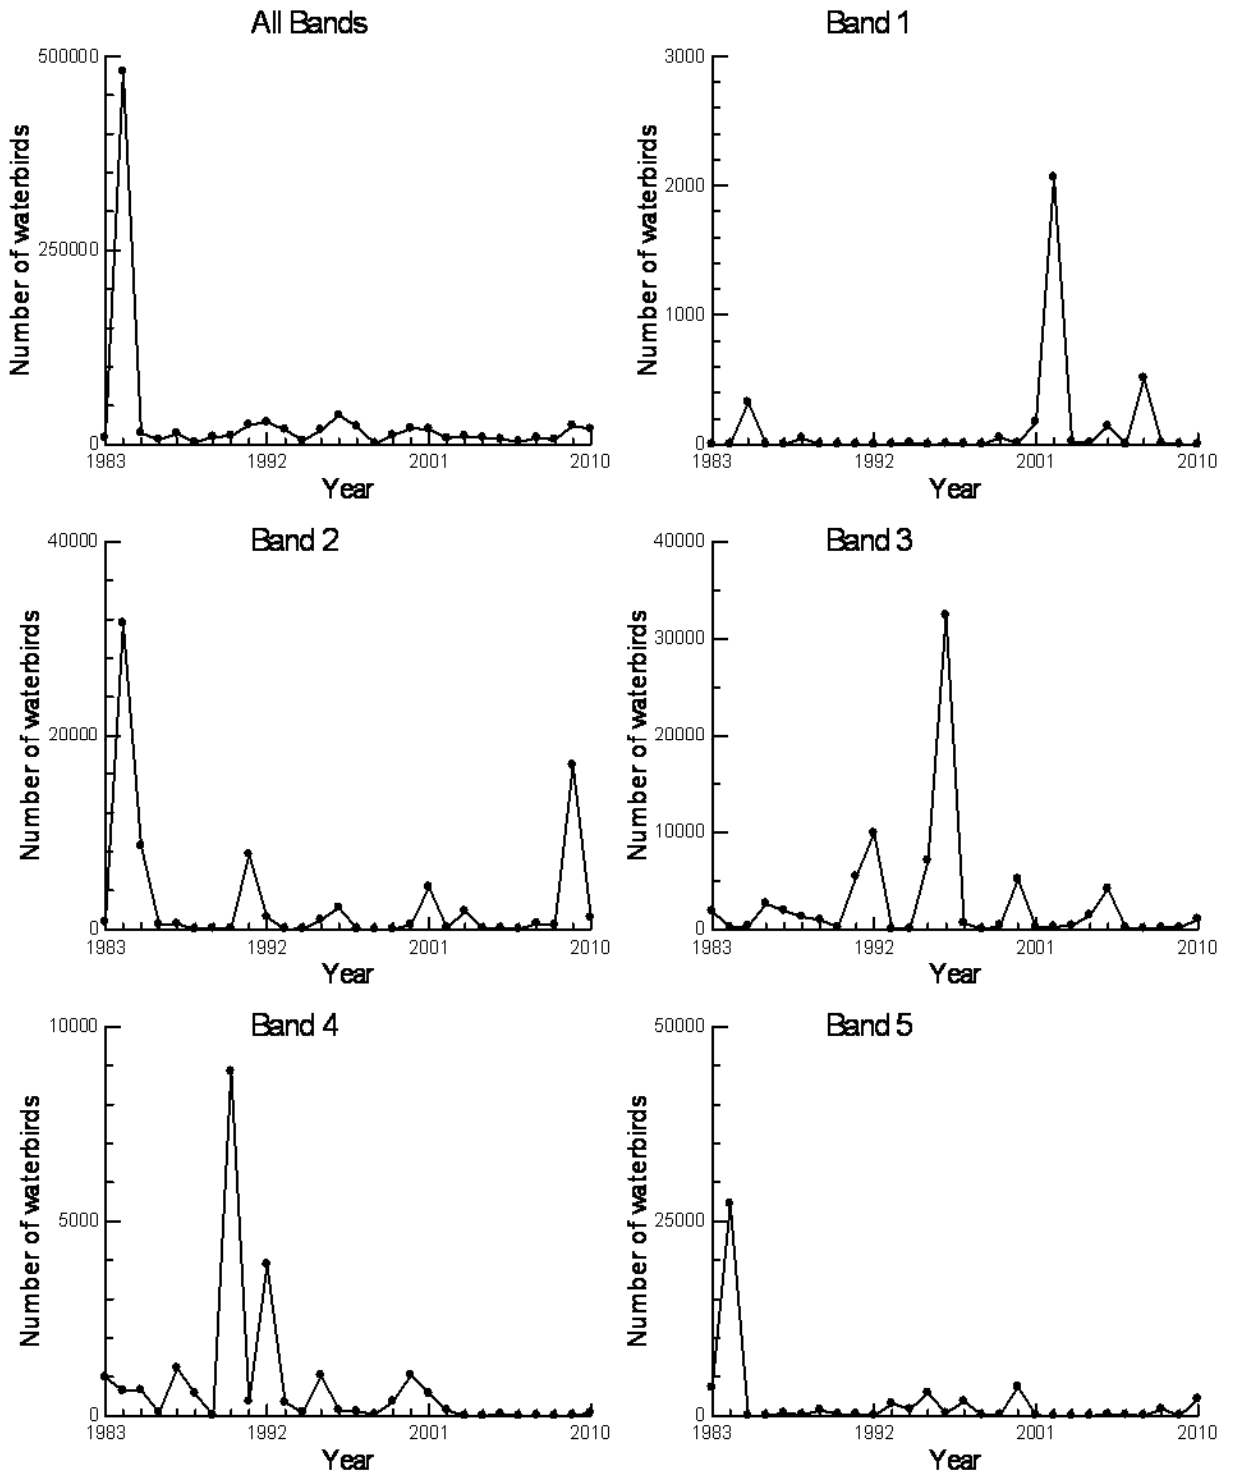 All Bands
500000
250000
0
1983 1992 2001 2010
Year
Number of waterbirds
Band 1
3000
2000
1000
0
1983 1992 2001 2010
Year
Number of waterbirds
Band 2
40000
20000
0
1983 1992 2001 2010
Year
Number of waterbirds
Band 3
40000
30000
20000
10000
0
1983 1992 2001 2010
Year
Number of waterbirds
Band 4
10000
5000
0
1983 1992 2001 2010
Year
Number of waterbirds
Band 5
50000
25000
0
1983 1992 2001 2010
Year
Number of waterbirds